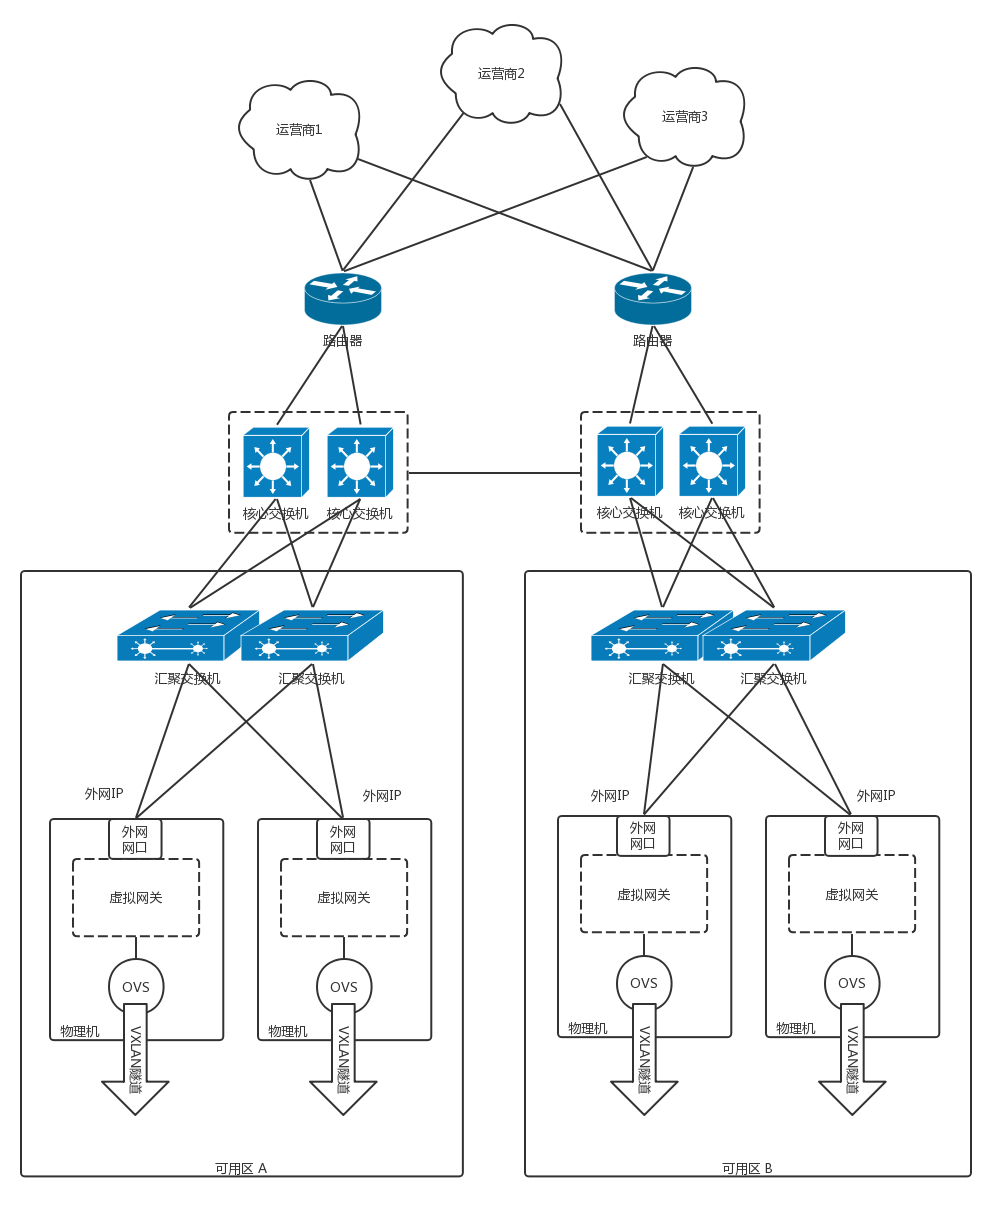 运营商2
运营商3
运营商1
路由器
路由器
核心交换机
核心交换机
核心交换机
核心交换机
汇聚交换机
汇聚交换机
汇聚交换机
汇聚交换机
外网IP
外网IP
外网IP
外网IP
外网
网口
外网
网口
外网
网口
外网
网口
虚拟网关
虚拟网关
虚拟网关
虚拟网关
OVS
OVS
OVS
OVS
物理机
物理机
物理机
物理机
VXLAN隧道
VXLAN隧道
VXLAN隧道
VXLAN隧道
可用区 A
可用区 B